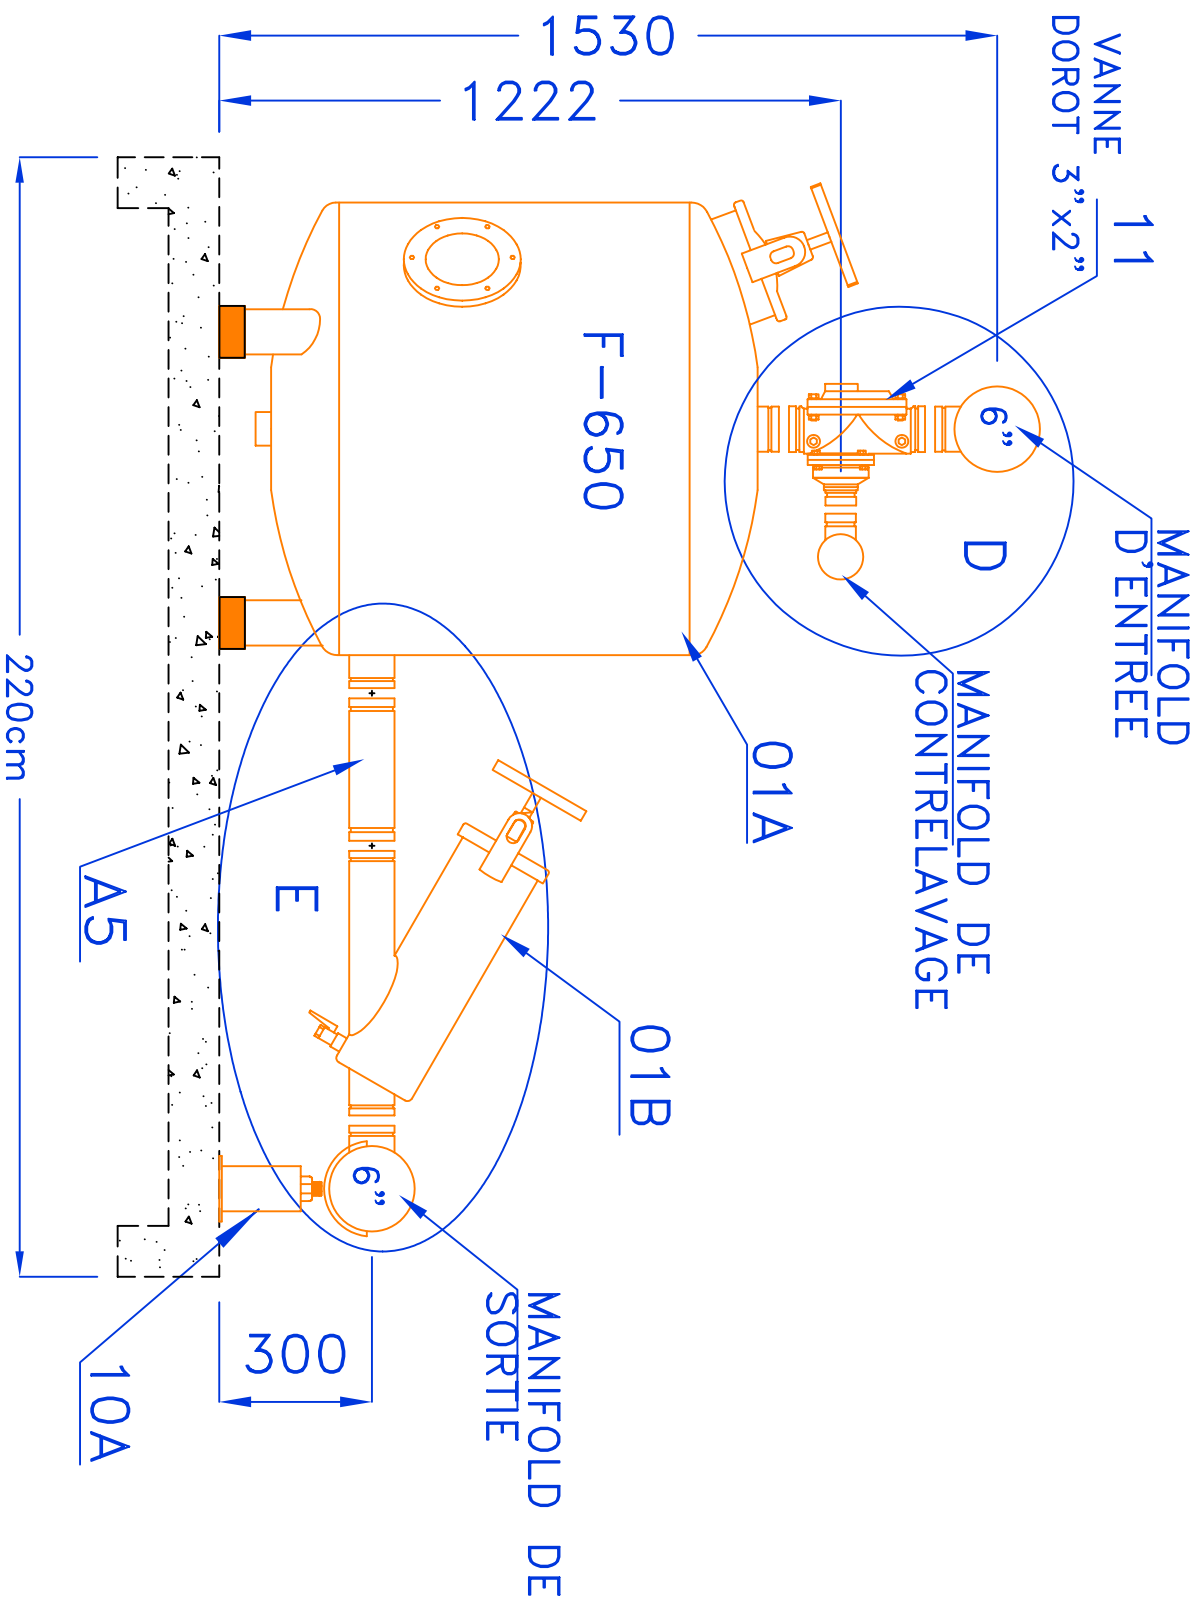 1530
1222
VANNE
DOROT 3”x2”
11
F-650
6”
D
MANIFOLD
D'ENTREE
MANIFOLD DE
CONTRELAVAGE
01A
220cm
A5
E
01B
6”
MANIFOLD DE
SORTIE
300
10A